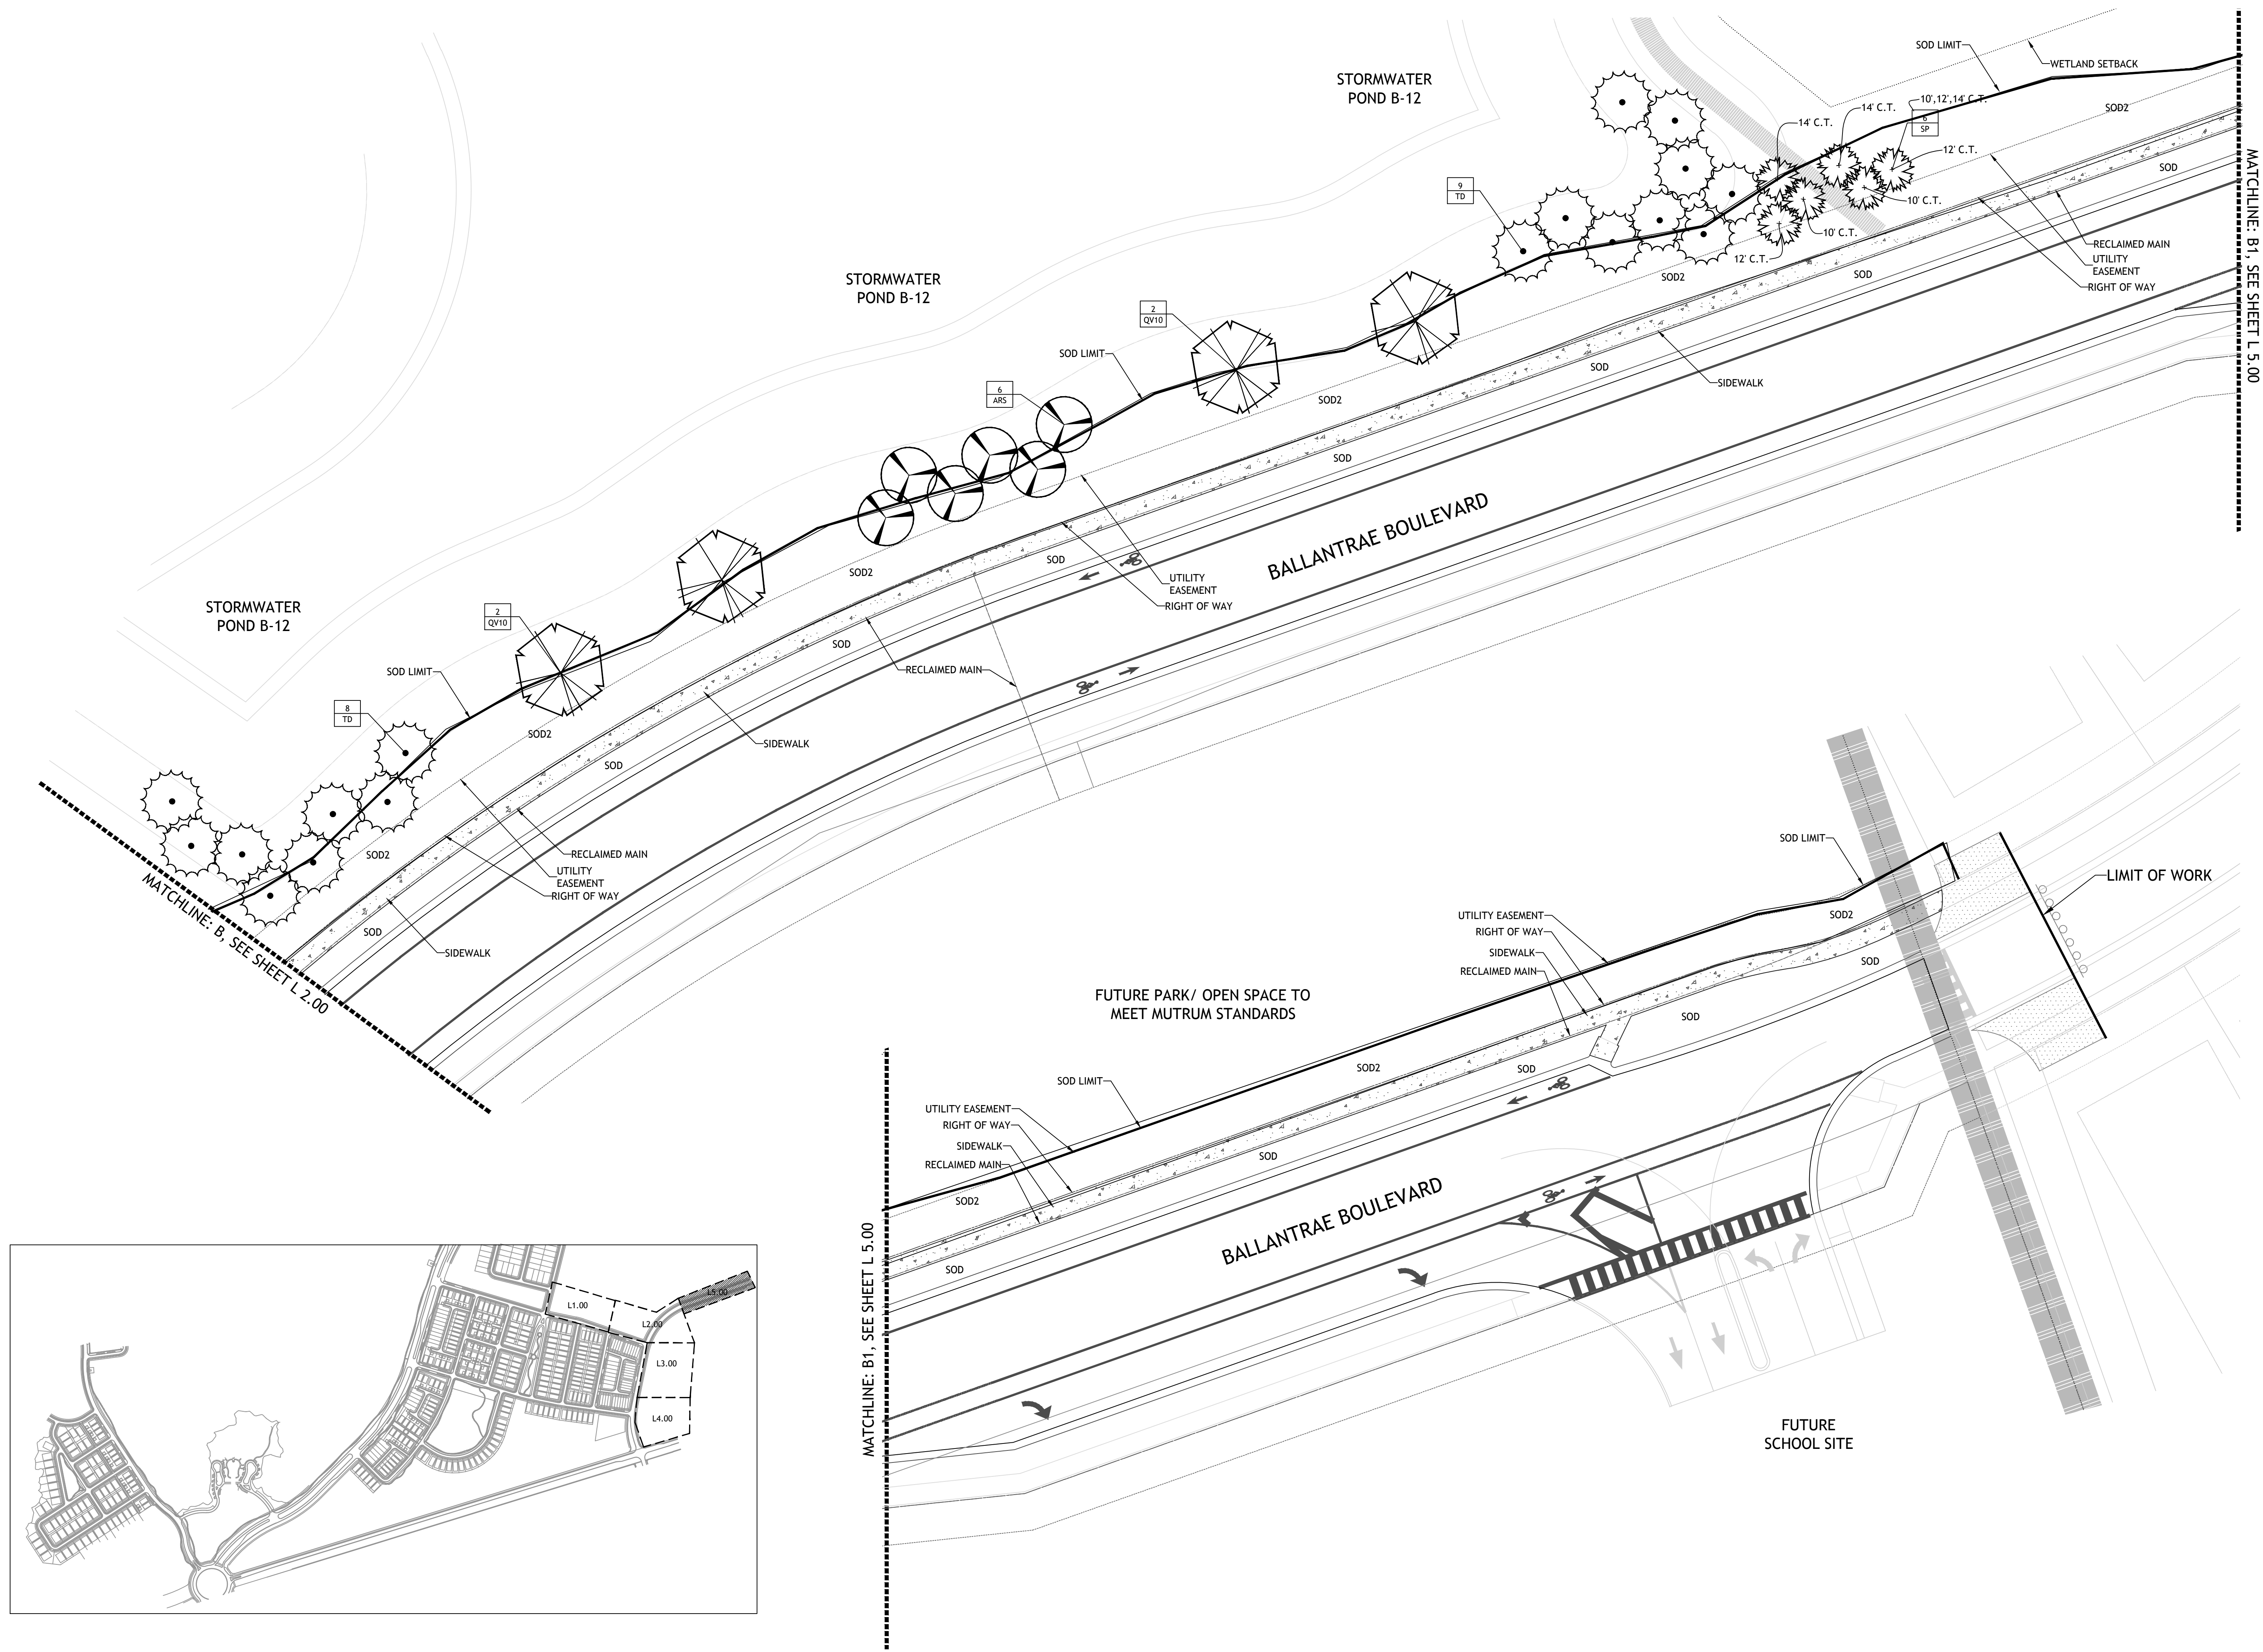 STORMWATER
POND B-12
SOD LIMIT
WETLAND SETBACK
10',12',14' C.T.
6
SP
14' C.T.
14' C.T.
SOD2
12' C.T.
SOD
MATCHLINE: B1, SEE SHEET L 5.00
9
TD
10' C.T.
10' C.T.
12' C.T.
RECLAIMED MAIN
UTILITY
EASEMENT
RIGHT OF WAY
SOD2
SOD
STORMWATER
POND B-12
2
QV10
SOD LIMIT
SOD
SIDEWALK
6
ARS
SOD2
SOD
BALLANTRAE BOULEVARD
SOD
SOD2
UTILITY
EASEMENT
RIGHT OF WAY
STORMWATER
POND B-12
2
QV10
SOD
SOD LIMIT
RECLAIMED MAIN
8
TD
SOD2
SIDEWALK
SOD
SOD2
RECLAIMED MAIN
UTILITY
EASEMENT
RIGHT OF WAY
SOD
SIDEWALK
MATCHLINE: B, SEE SHEET L 2.00
SOD LIMIT
LIMIT OF WORK
UTILITY EASEMENT
RIGHT OF WAY
SIDEWALK
RECLAIMED MAIN
SOD2
SOD
FUTURE PARK/ OPEN SPACE TO
MEET MUTRUM STANDARDS
SOD
SOD2
SOD
SOD LIMIT
UTILITY EASEMENT
RIGHT OF WAY
SIDEWALK
RECLAIMED MAIN
SOD
SOD2
BALLANTRAE BOULEVARD
SOD
MATCHLINE: B1, SEE SHEET L 5.00
FUTURE
SCHOOL SITE
L5.00
L1.00
L2.00
L3.00
L4.00